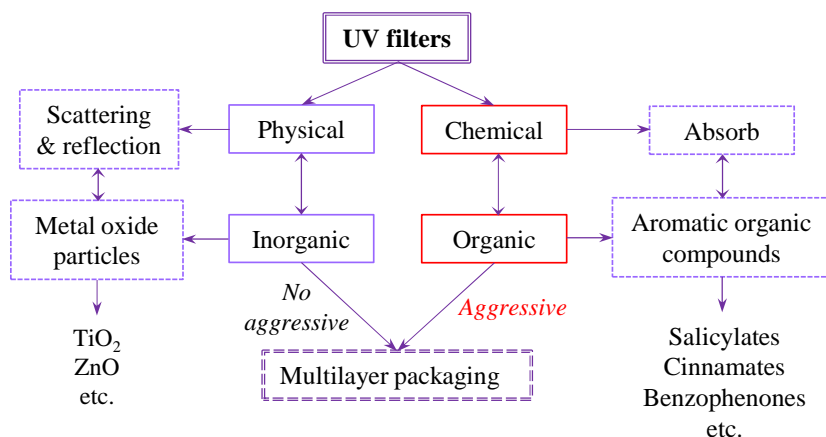 UV filters
Scattering
& reflection
Physical
Chemical
Absorb
Metal oxide
particles
Inorganic
Organic
Aromatic organic
compounds
No
aggressive
Aggressive
TiO₂
ZnO
etc.
Multilayer packaging
Salicylates
Cinnamates
Benzophenones
etc.